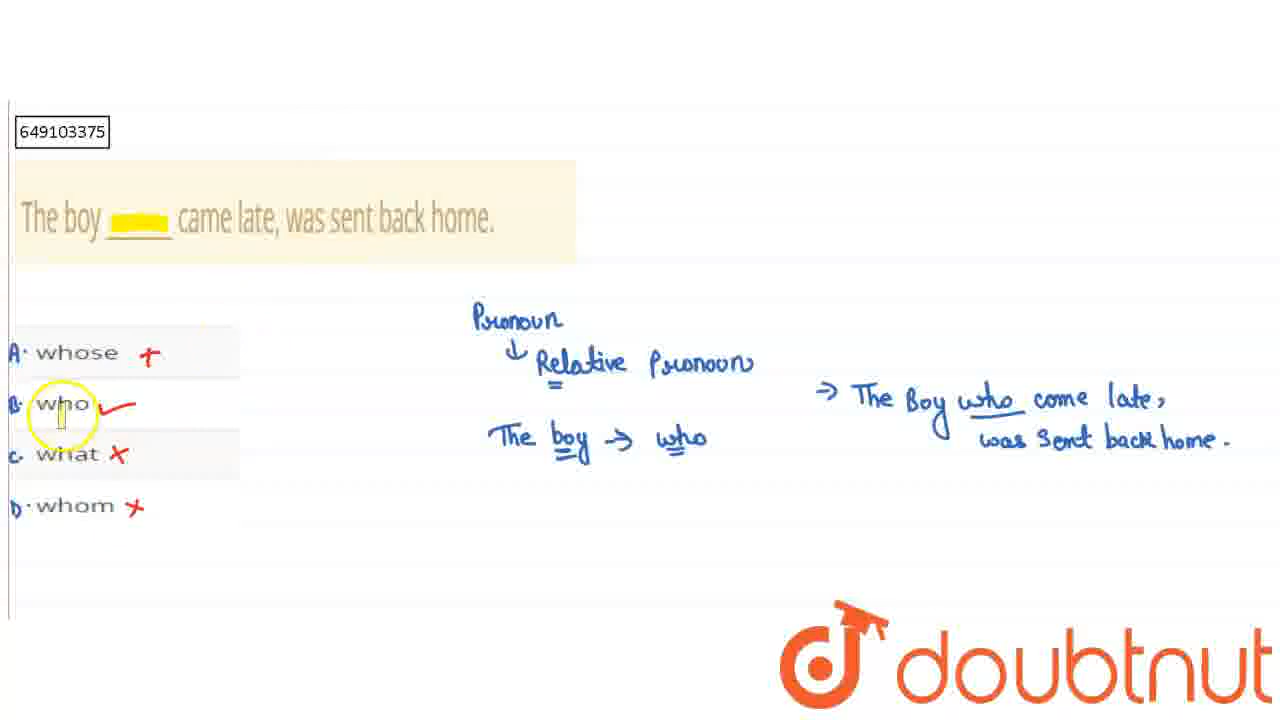 649103375
The boy ______ came late, was sent back home.
A. whose
B. who
C. what
D. whom
Pronoun
Relative Pronoun
The boy → who
→ The Boy who come late,
was sent back home.
doubtnut